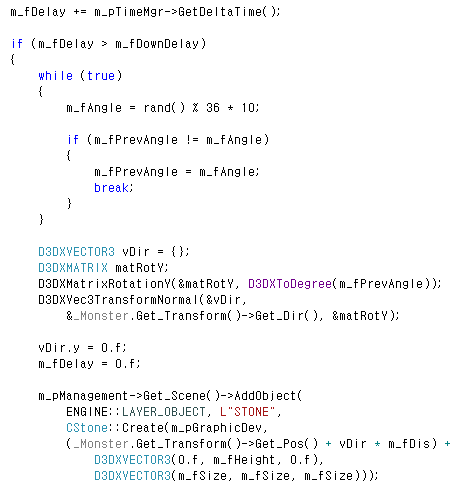 m_fDelay += m_pTimeMgr->GetDeltaTime();

if (m_fDelay > m_fDownDelay)
{
    while (true)
    {
        m_fAngle = rand() % 36 * 10;

        if (m_fPrevAngle != m_fAngle)
        {
            m_fPrevAngle = m_fAngle;
            break;
        }
    }

    D3DXVECTOR3 vDir = {};
    D3DXMATRIX matRotY;
    D3DXMatrixRotationY(&matRotY, D3DXToDegree(m_fPrevAngle));
    D3DXVec3TransformNormal(&vDir,
        &_Monster.Get_Transform()->Get_Dir(), &matRotY);

    vDir.y = 0.f;
    m_fDelay = 0.f;

    m_pManagement->Get_Scene()->AddObject(
        ENGINE::LAYER_OBJECT, L"STONE",
        CStone::Create(m_pGraphicDev,
        (_Monster.Get_Transform()->Get_Pos() + vDir * m_fDis) +
            D3DXVECTOR3(0.f, m_fHeight, 0.f),
            D3DXVECTOR3(m_fSize, m_fSize, m_fSize)));